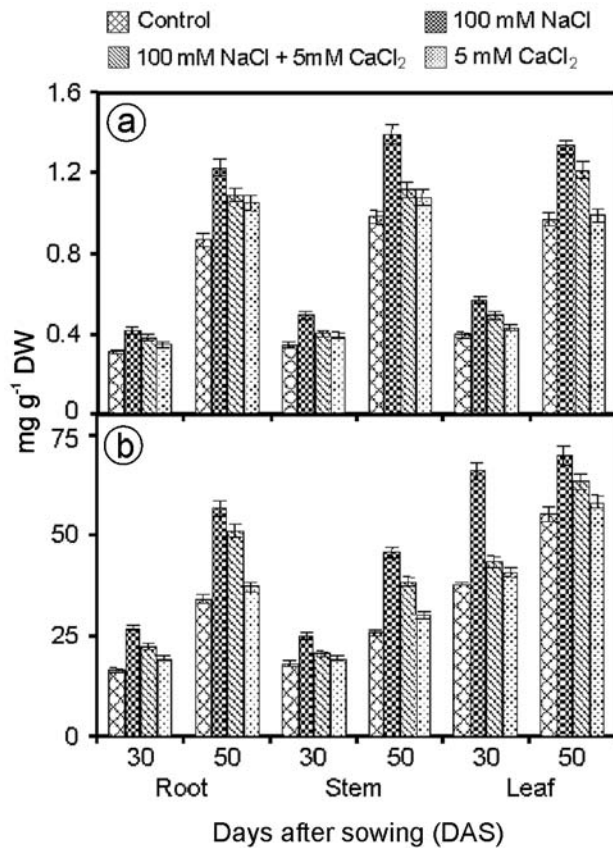 Control
100 mM NaCl
100 mM NaCl + 5mM CaCl₂
5 mM CaCl₂
mg g⁻¹ DW
1.6
a
1.2
0.8
0.4
0
75
b
50
25
0
30 50 30 50 30 50
Root Stem Leaf
Days after sowing (DAS)